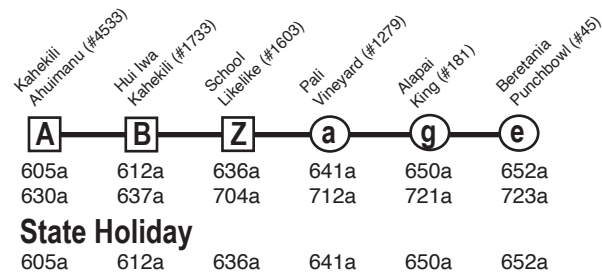 Kahekili
Ahuimanu (#4533)
Hui Iwa
Kahekili (#1733)
School
Likelike (#1603)
Pali
Vineyard (#1279)
Alapai
King (#181)
Beretania
Punchbowl (#45)
A B Z a g e
605a 612a 636a 641a 650a 652a
630a 637a 704a 712a 721a 723a
State Holiday
605a 612a 636a 641a 650a 652a